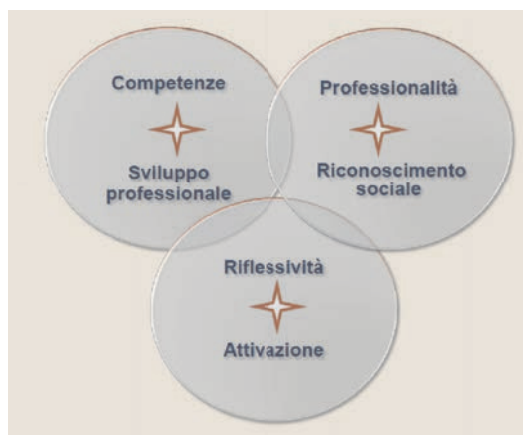 Competenze
Sviluppo
professionale
Professionalità
Riconoscimento
sociale
Riflessività
Attivazione